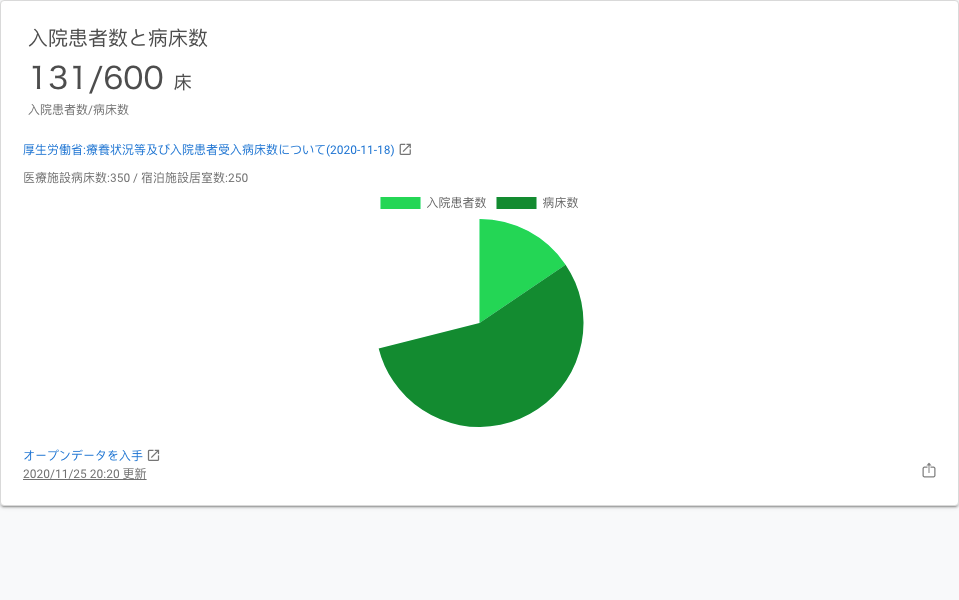 入院患者数と病床数
131/600 床
入院患者数/病床数
厚生労働省:療養状況等及び入院患者受入病床数について(2020-11-18)
医療施設病床数:350 / 宿泊施設居室数:250
入院患者数 病床数
オープンデータを入手
2020/11/25 20:20 更新